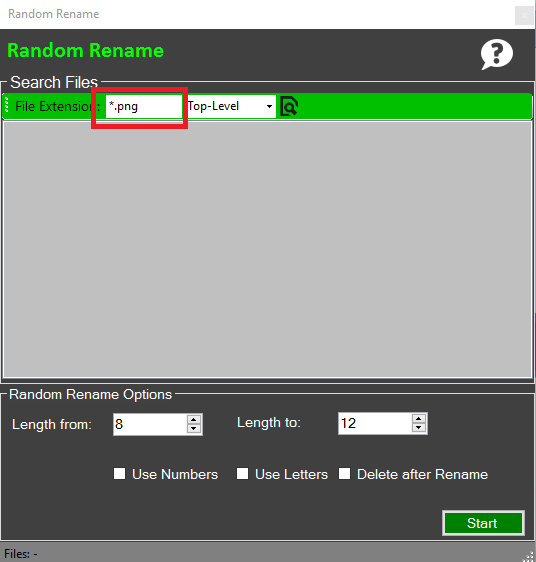 Random Rename
Random Rename
Search Files
File Extension: *.png Top-Level
Random Rename Options
Length from: 8 Length to: 12
Use Numbers Use Letters Delete after Rename
Start
Files: -